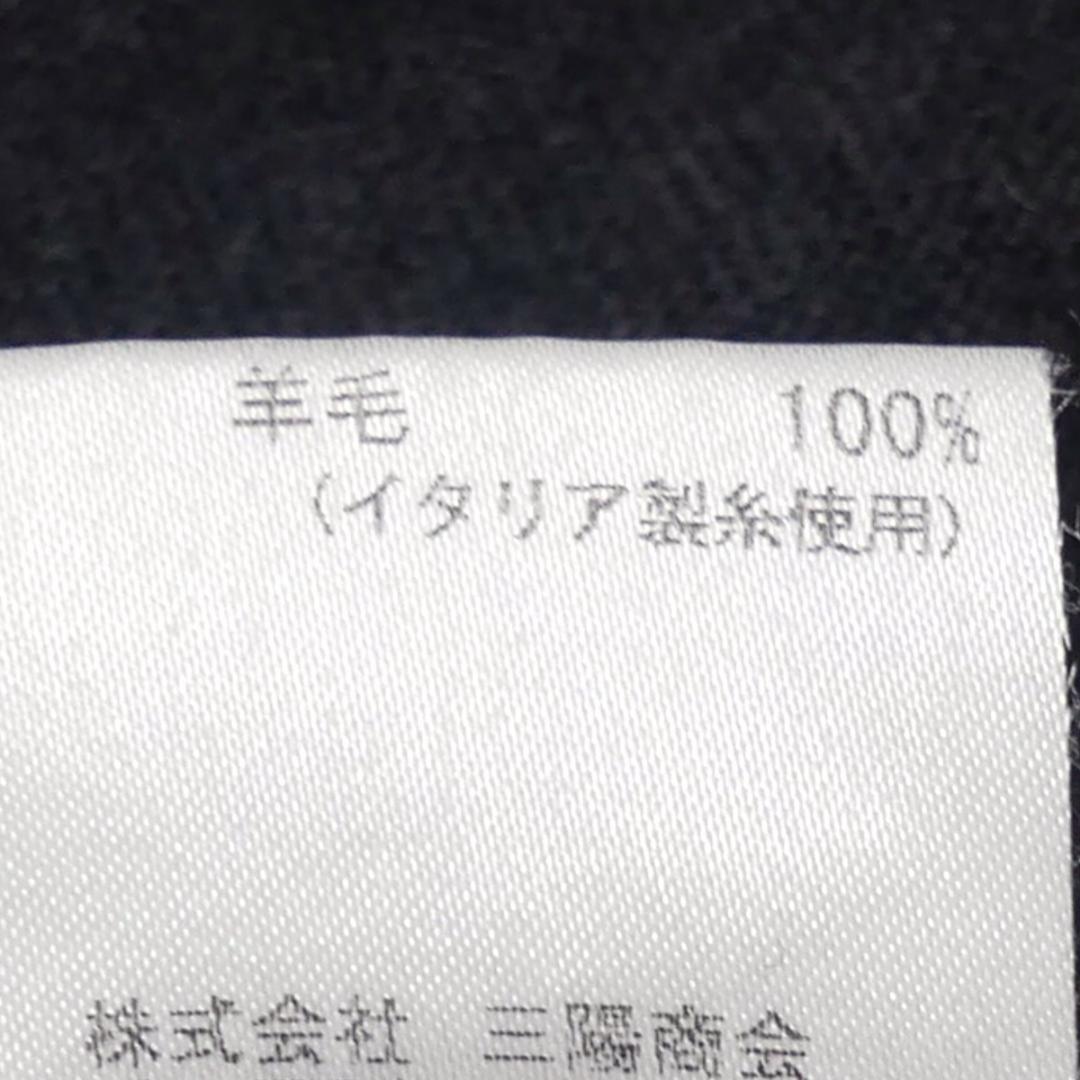 羊毛 100%
(イタリア製糸使用)
株式会社 三陽商会